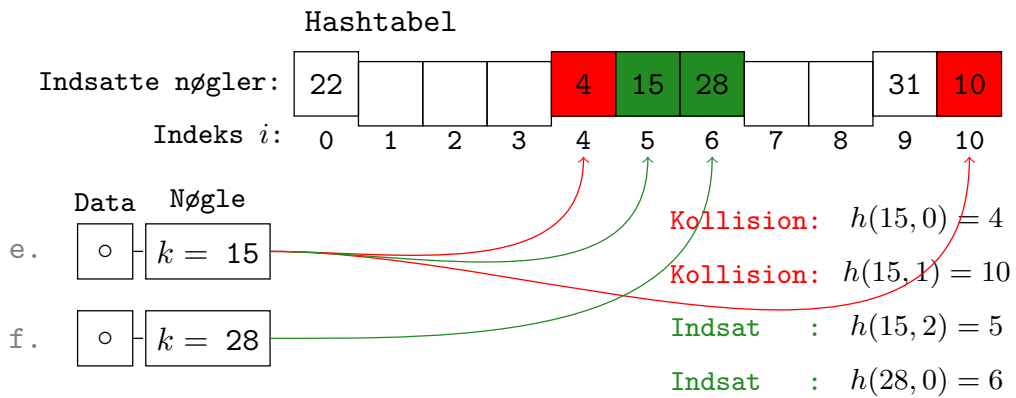 Hashtabel
Indsatte nøgler: 22 4 15 28 31 10
Indeks i: 0 1 2 3 4 5 6 7 8 9 10
Data Nøgle
e. k = 15
f. k = 28
Kollision: h(15, 0) = 4
Kollision: h(15, 1) = 10
Indsat : h(15, 2) = 5
Indsat : h(28, 0) = 6